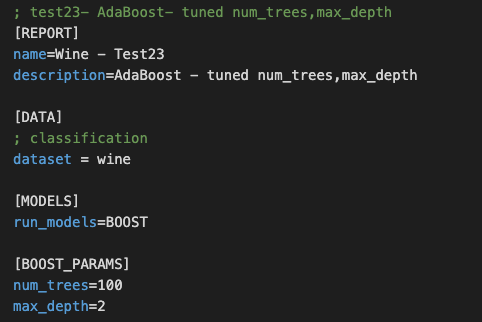 ; test23- AdaBoost- tuned num_trees,max_depth
[REPORT]
name=Wine - Test23
description=AdaBoost - tuned num_trees,max_depth
[DATA]
; classification
dataset = wine
[MODELS]
run_models=BOOST
[BOOST_PARAMS]
num_trees=100
max_depth=2